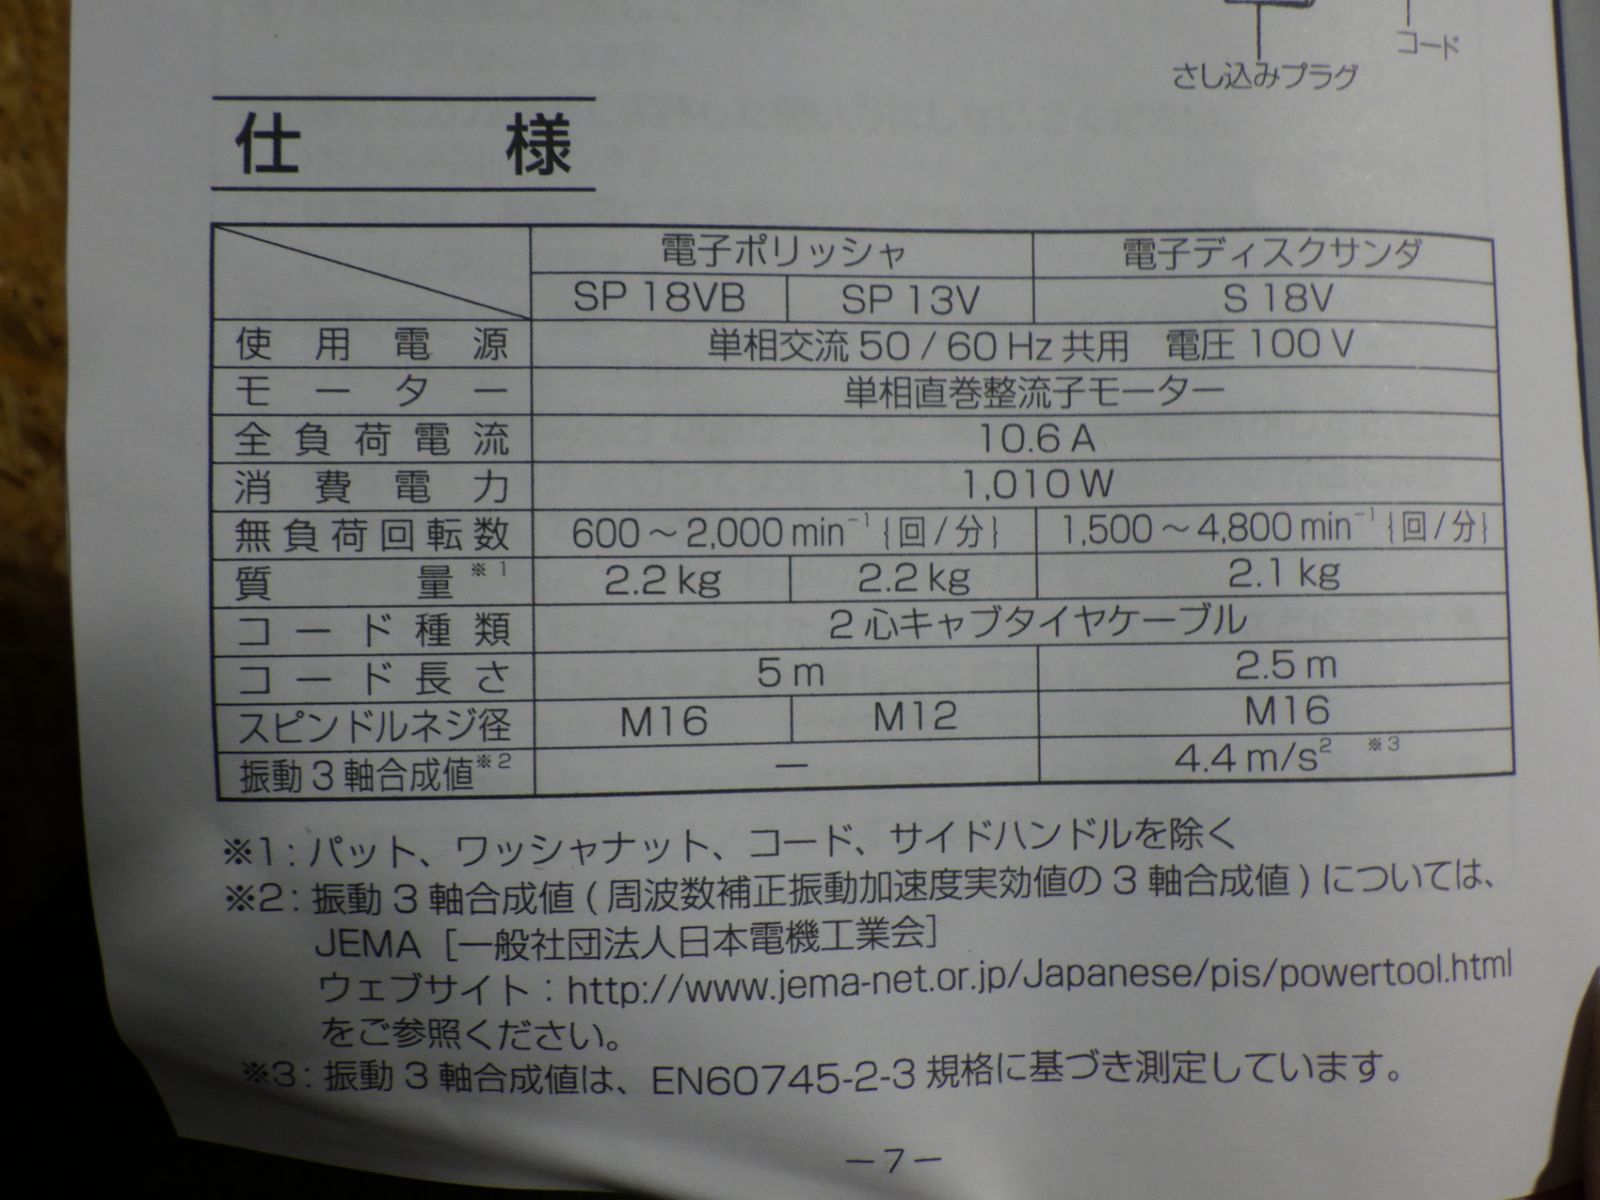 コード
さし込みプラグ
仕様
電子ポリッシャ 電子ディスクサンダ
SP 18VB SP 13V S 18V
使用電源 単相交流 50 / 60 Hz 共用 電圧 100 V
モーター 単相直巻整流子モーター
全負荷電流 10.6 A
消費電力 1,010 W
無負荷回転数 600～2,000 min⁻¹ {回/分} 1,500～4,800 min⁻¹ {回/分}
質量※1 2.2 kg 2.2 kg 2.1 kg
コード種類 2 心キャブタイヤケーブル
コード長さ 5 m 2.5 m
スピンドルネジ径 M16 M12 M16
振動 3 軸合成値※2 ― 4.4 m/s² ※3
※1：パット、ワッシャナット、コード、サイドハンドルを除く
※2：振動 3 軸合成値 ( 周波数補正振動加速度実効値の 3 軸合成値 ) については、
JEMA［一般社団法人日本電機工業会］
ウェブサイト：http://www.jema-net.or.jp/Japanese/pis/powertool.html
をご参照ください。
※3：振動 3 軸合成値は、EN60745-2-3 規格に基づき測定しています。
－7－